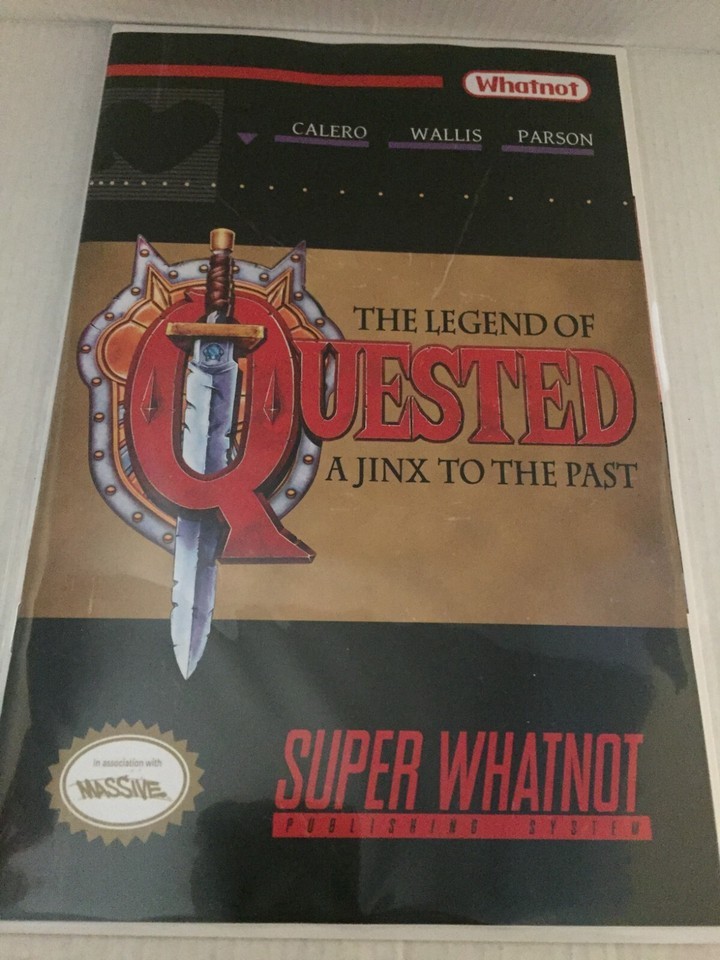 Whatnot
CALERO WALLIS PARSON
THE LEGEND OF
QUESTED
A JINX TO THE PAST
in association with
MASSIVE
SUPER WHATNOT
PUBLISHING SYSTEM